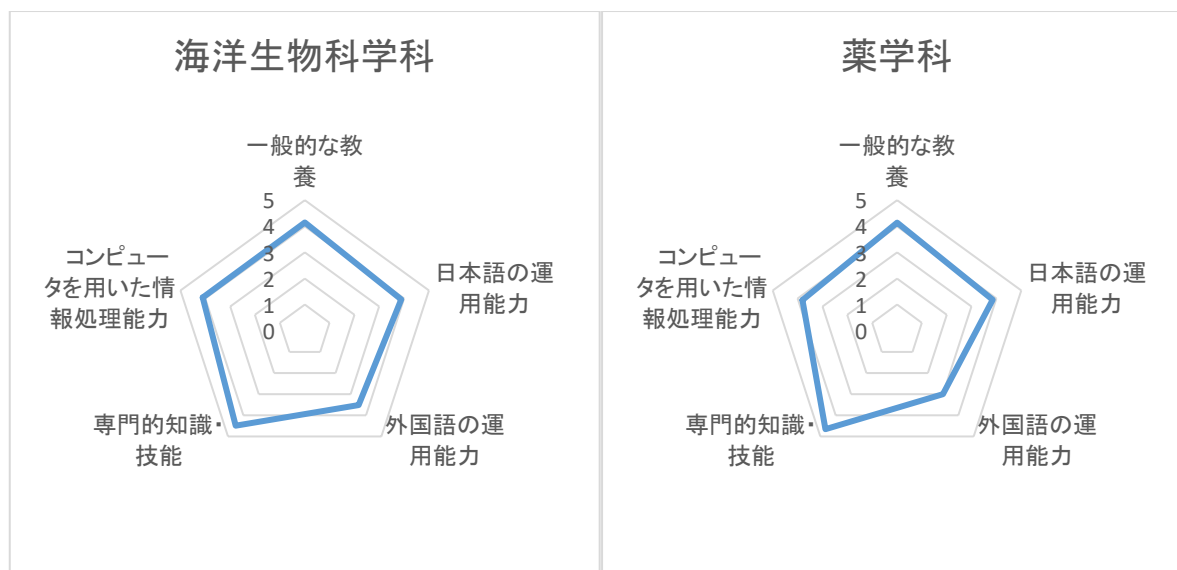 海洋生物科学科
一般的な教
養
5
4
3
2
1
0
日本語の運
用能力
外国語の運
用能力
専門的知識・
技能
コンピュー
タを用いた情
報処理能力
薬学科
一般的な教
養
5
4
3
2
1
0
日本語の運
用能力
外国語の運
用能力
専門的知識・
技能
コンピュー
タを用いた情
報処理能力